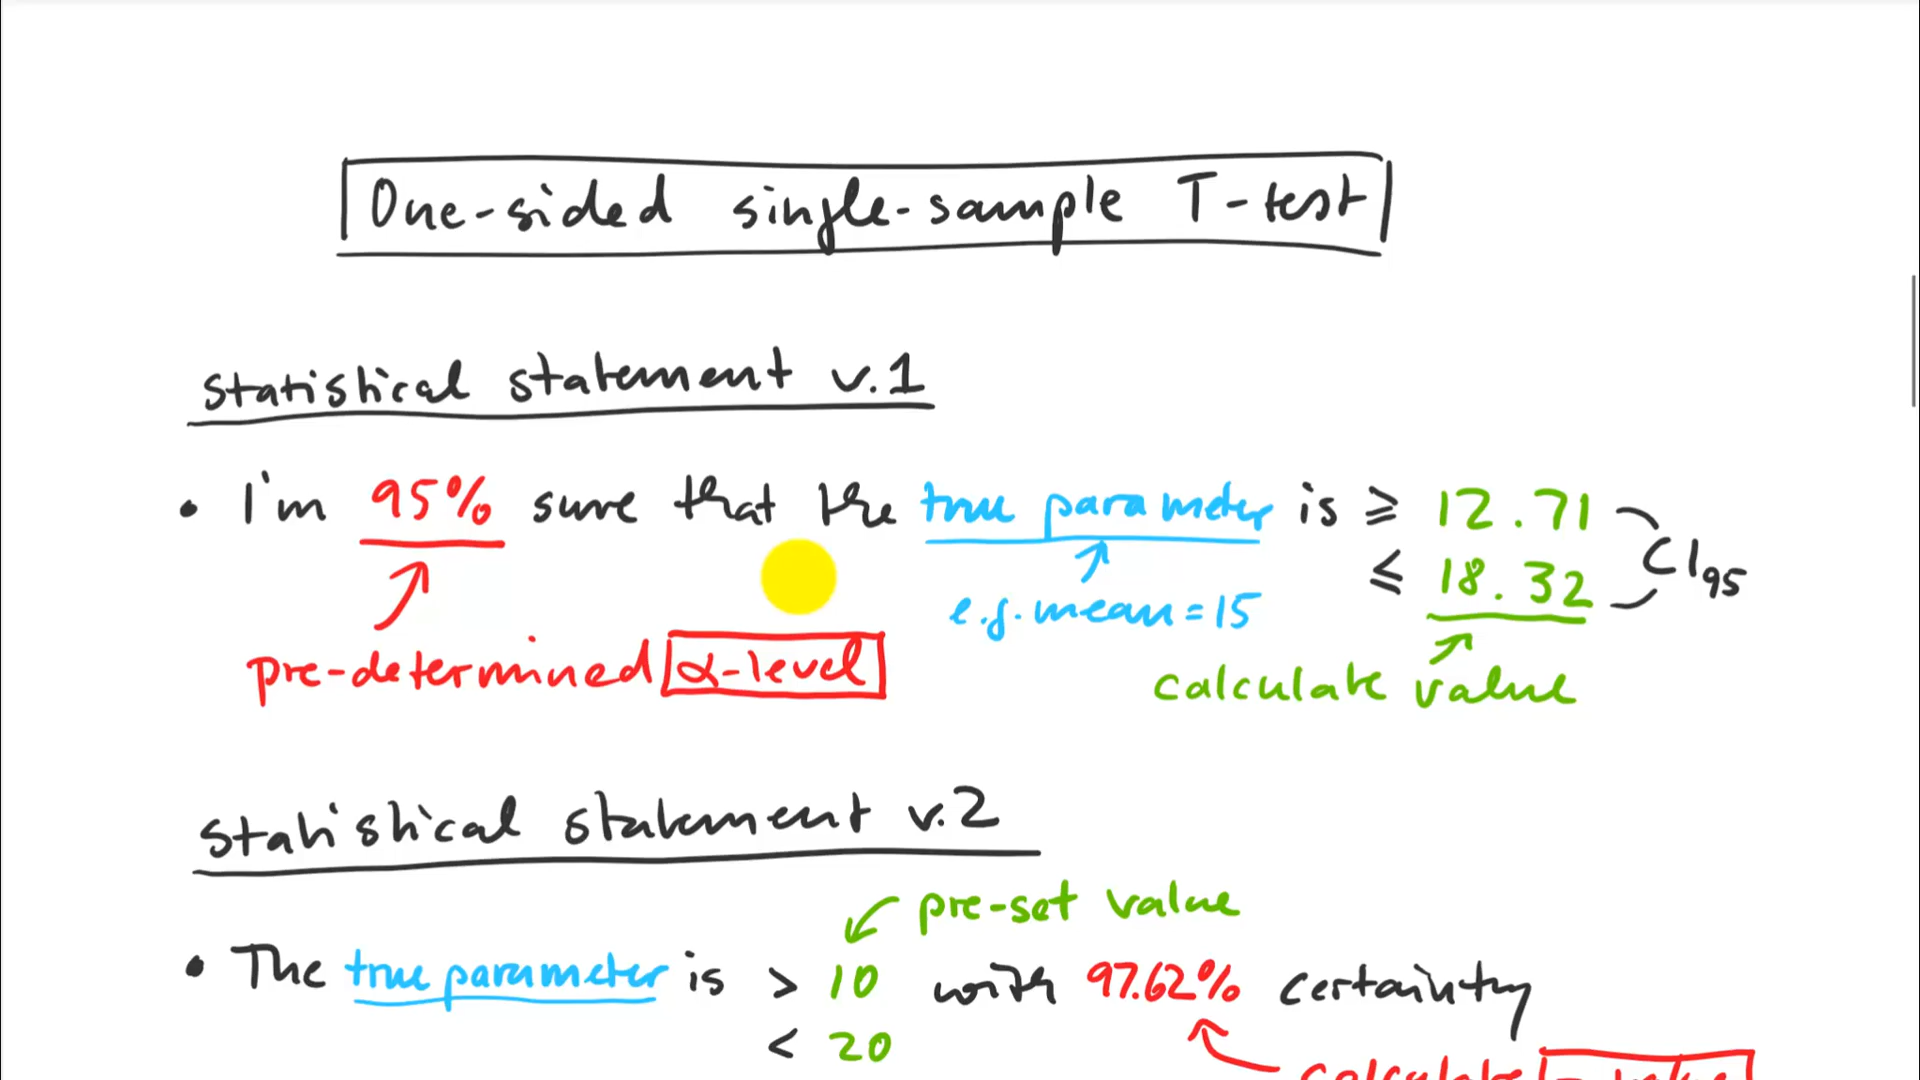 One-sided single-sample T-test
statistical statement v.1
• I'm 95% sure that the true parameter is ≥ 12.71
≤ 18.32 CI95
e.g. mean = 15
pre-determined α-level
calculate value
statistical statement v.2
pre-set value
• The true parameter is > 10 with 97.62% certainty
< 20
calculate